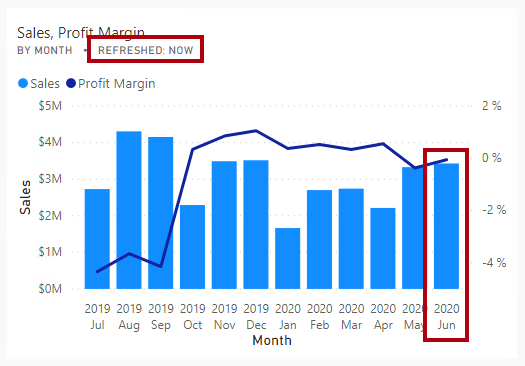 Sales, Profit Margin
BY MONTH • REFRESHED: NOW
Sales Profit Margin
$5M
$4M
$3M
$2M
$1M
$0M
Sales
2 %
0 %
-2 %
-4 %
2019 2019 2019 2019 2019 2019 2020 2020 2020 2020 2020 2020
Jul Aug Sep Oct Nov Dec Jan Feb Mar Apr May Jun
Month